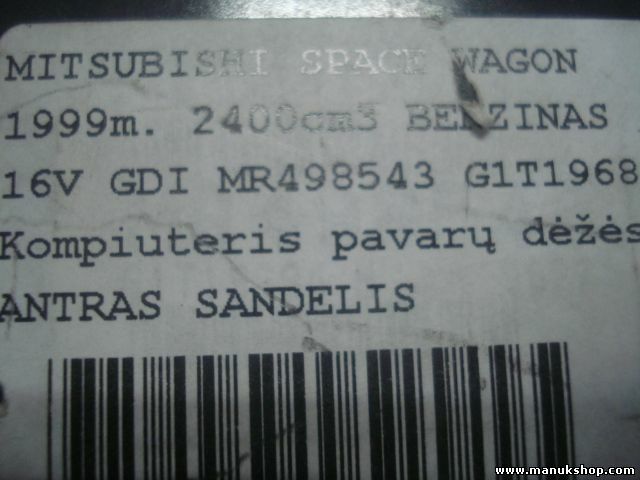 MITSUBISHI SPACE WAGON
1999m. 2400cm3 BENZINAS
16V GDI MR498543 G1T1968
Kompiuteris pavarų dėžės
ANTRAS SANDELIS
www.manukshop.com